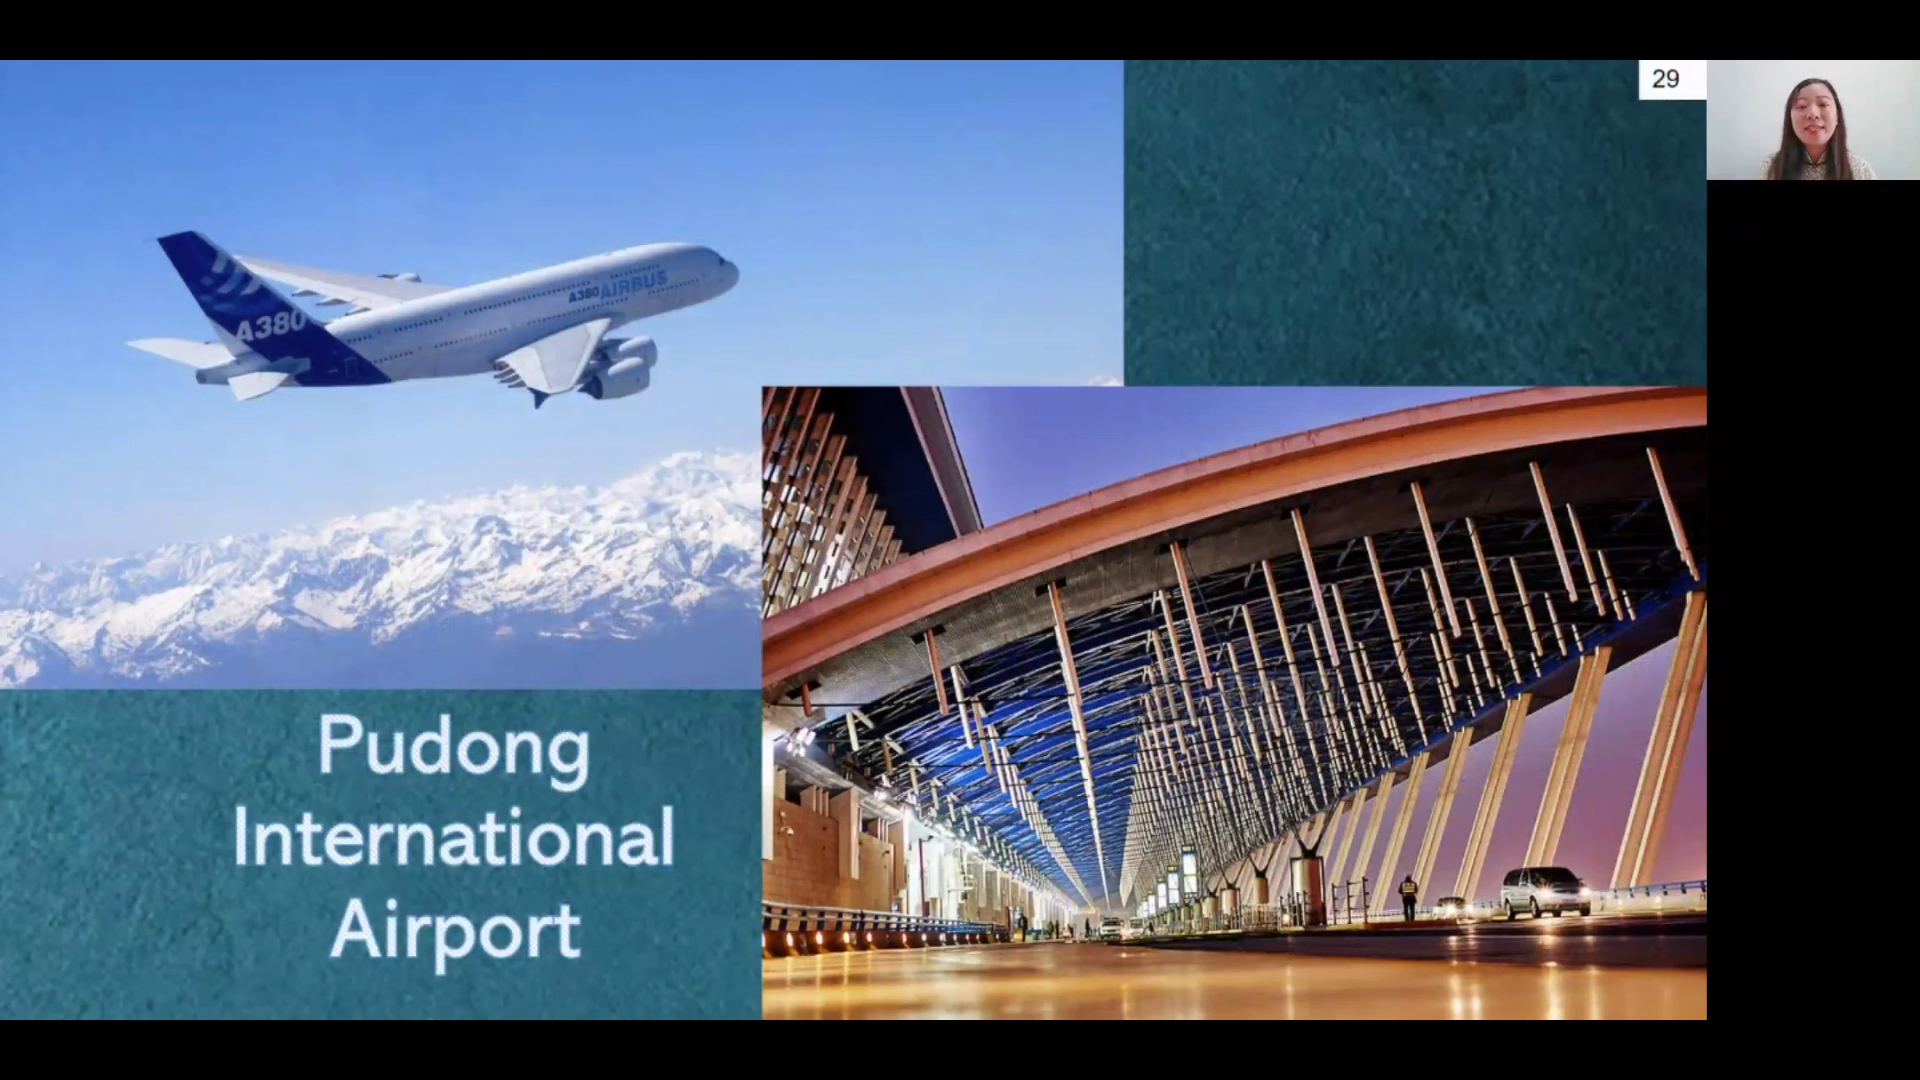 29
A380 AIRBUS
A380
Pudong
International
Airport